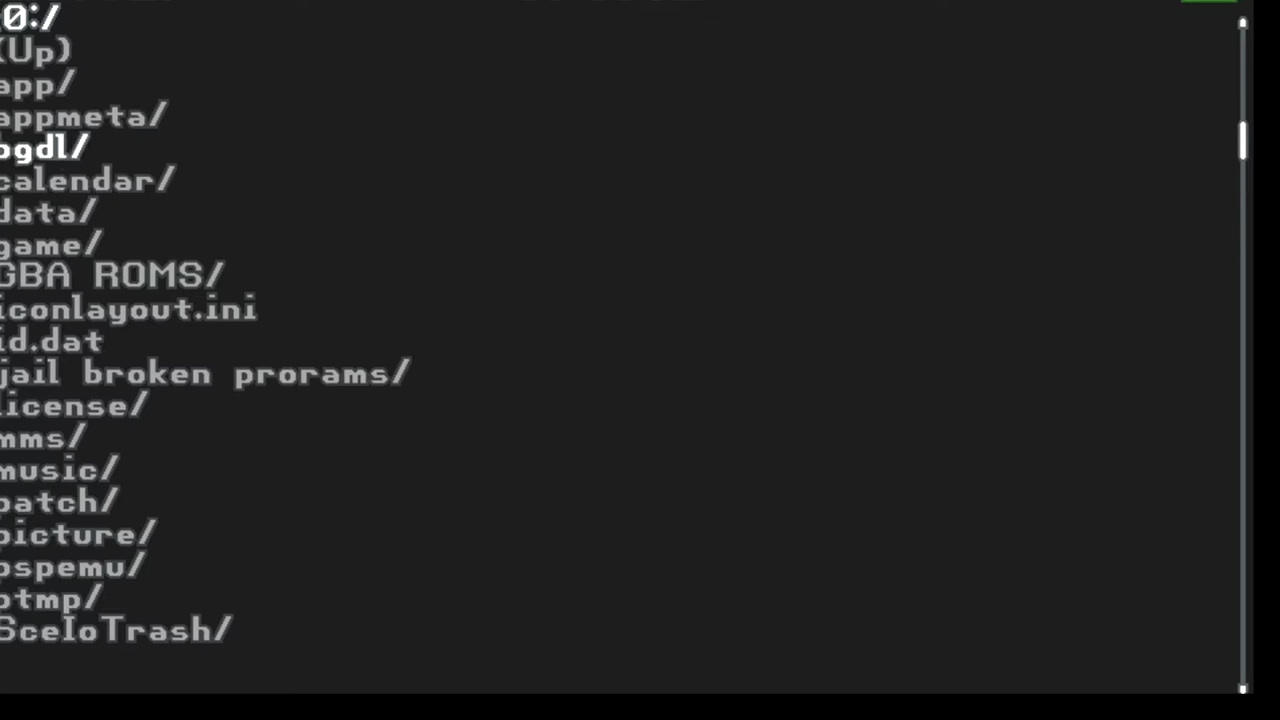 0:/
(Up)
app/
appmeta/
bgdl/
calendar/
data/
game/
GBA ROMS/
iconlayout.ini
id.dat
jail broken prorams/
license/
mms/
music/
patch/
picture/
pspemu/
ptmp/
SceIoTrash/